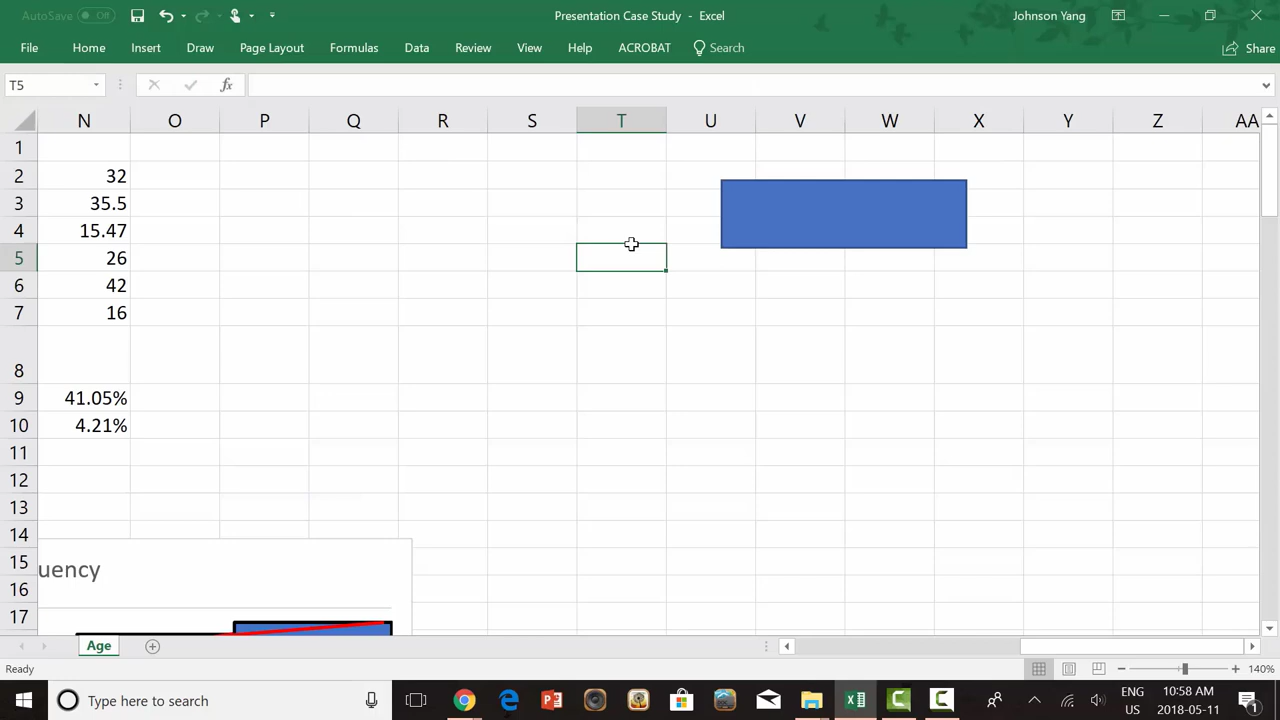 AutoSave Off Presentation Case Study - Excel Johnson Yang
File Home Insert Draw Page Layout Formulas Data Review View Help ACROBAT Search Share
T5 fx
N O P Q R S T U V W X Y Z AA
1
2 32
3 35.5
4 15.47
5 26
6 42
7 16
8
9 41.05%
10 4.21%
11
12
13
14
15 uency
16
17
Age
Ready 140%
Type here to search ENG 10:58 AM
US 2018-05-11 1